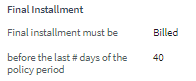 Final Installment
Final installment must be Billed
before the last # days of the 40
policy period